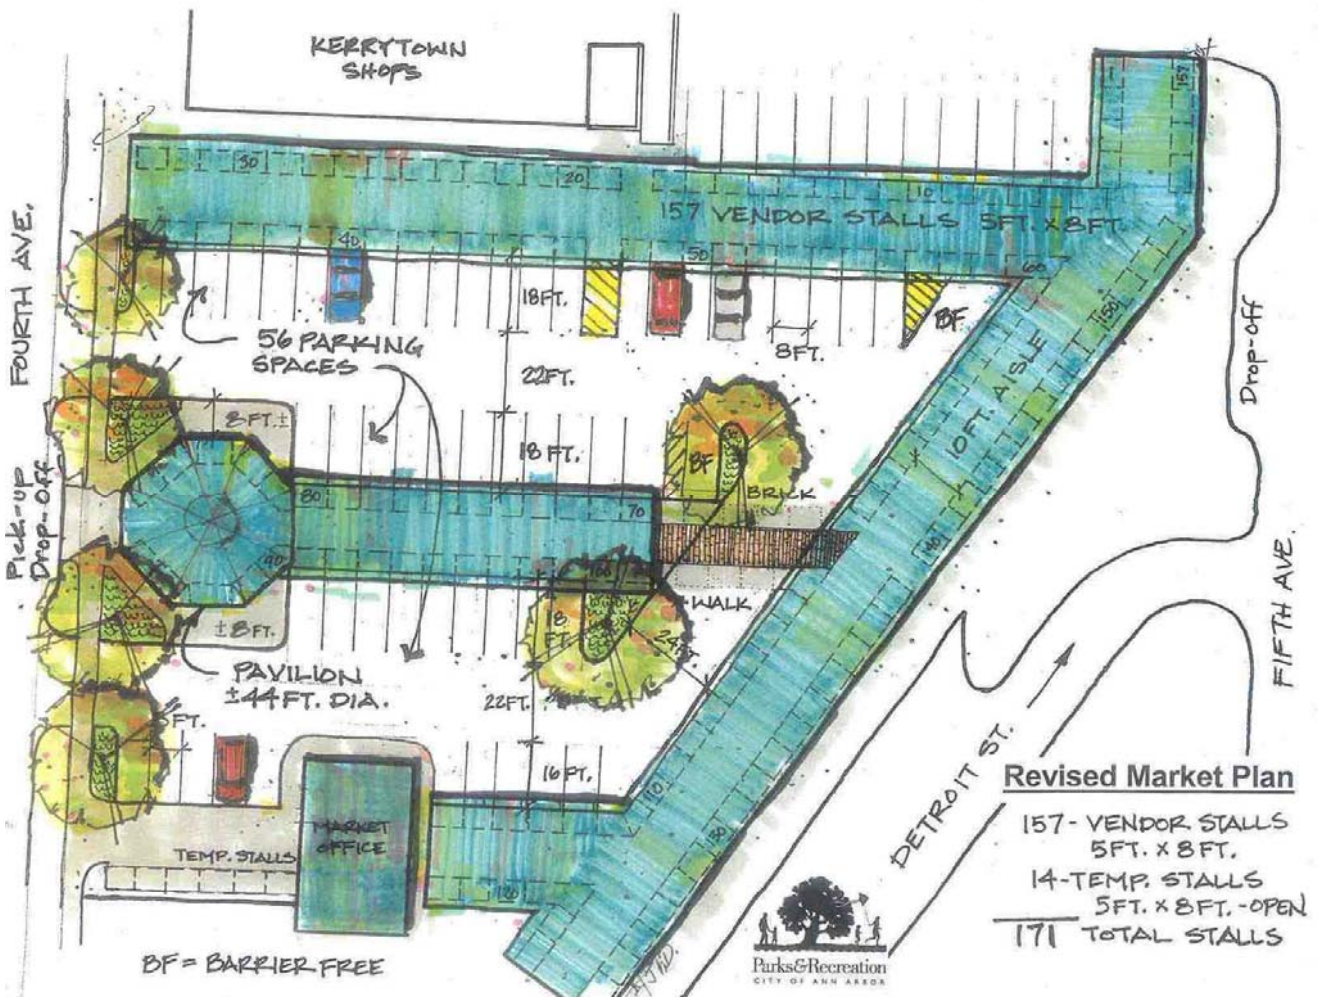 KERRYTOWN
SHOPS
157
30
20
10
157 VENDOR STALLS 5FT. X 8FT.
40
50
60
FOURTH AVE.
18FT.
BF
8FT.
150
56 PARKING
SPACES
22FT.
10FT. AISLE
Drop-off
8FT.±
18 FT.
BF
BRICK
PICK-UP
Drop-Off
80
70
90
140
100
WALK
±8FT.
18
FT
24FT
FIFTH AVE.
PAVILION
±44FT. DIA.
22FT.
16FT.
110
130
120
MARKET
OFFICE
TEMP. STALLS
DETROIT ST.
Revised Market Plan
157- VENDOR STALLS
5FT. X 8FT.
14-TEMP. STALLS
5FT. X 8FT. -OPEN
171 TOTAL STALLS
BF = BARRIER FREE
Parks&Recreation
CITY OF ANN ARBOR